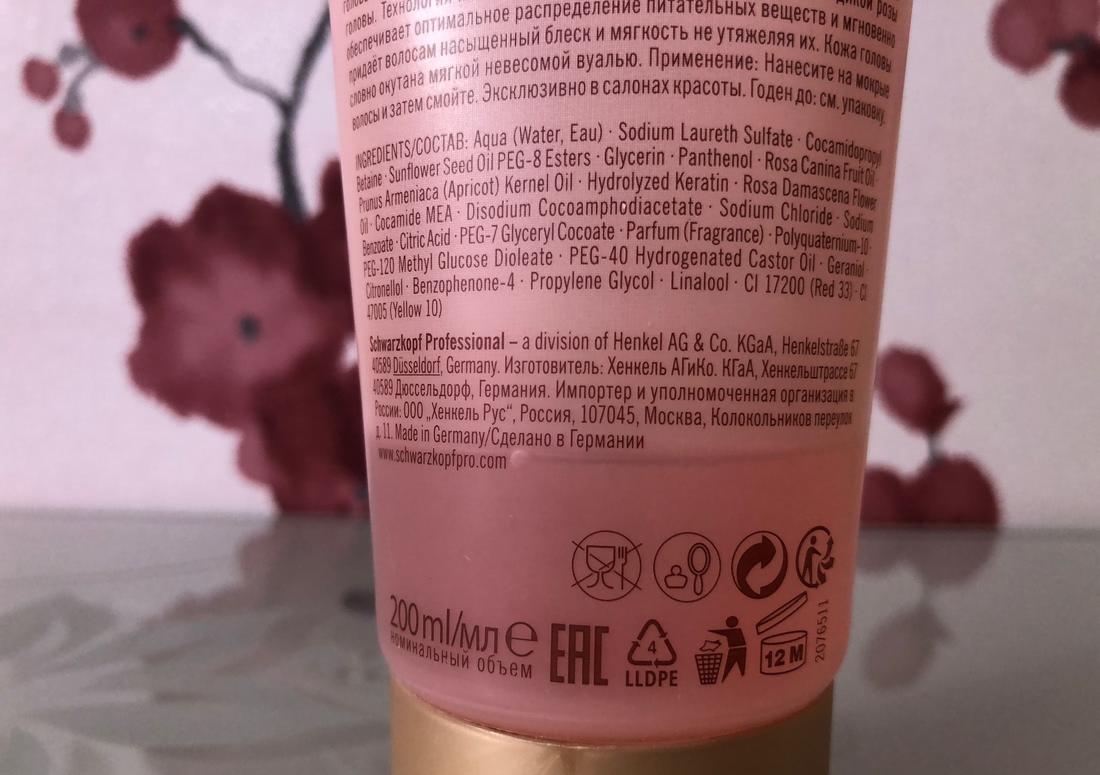 головы. Технология розы
обеспечивает оптимальное распределение питательных веществ и мгновенно
придаёт волосам насыщенный блеск и мягкость не утяжеляя их. Кожа головы
словно окутана мягкой невесомой вуалью. Применение: Нанесите на мокрые
волосы и затем смойте. Эксклюзивно в салонах красоты. Годен до: см. упаковку.
INGREDIENTS/СОСТАВ: Aqua (Water, Eau) · Sodium Laureth Sulfate · Cocamidopropyl
Betaine · Sunflower Seed Oil PEG-8 Esters · Glycerin · Panthenol · Rosa Canina Fruit Oil ·
Prunus Armeniaca (Apricot) Kernel Oil · Hydrolyzed Keratin · Rosa Damascena Flower
Oil · Cocamide MEA · Disodium Cocoamphodiacetate · Sodium Chloride · Sodium
Benzoate · Citric Acid · PEG-7 Glyceryl Cocoate · Parfum (Fragrance) · Polyquaternium-10 ·
PEG-120 Methyl Glucose Dioleate · PEG-40 Hydrogenated Castor Oil · Geraniol ·
Citronellol · Benzophenone-4 · Propylene Glycol · Linalool · CI 17200 (Red 33) · CI
47005 (Yellow 10)
Schwarzkopf Professional – a division of Henkel AG & Co. KGaA, Henkelstraße 67
40589 Düsseldorf, Germany. Изготовитель: Хенкель АГиКо. КГаА, Хенкельштрассе 67
40589 Дюссельдорф, Германия. Импортер и уполномоченная организация в
России: ООО „Хенкель Рус“, Россия, 107045, Москва, Колокольников переулок
д. 11. Made in Germany/Сделано в Германии
www.schwarzkopfpro.com
200 ml/мл e
номинальный объем
EAC
4
LLDPE
12 M
2076511